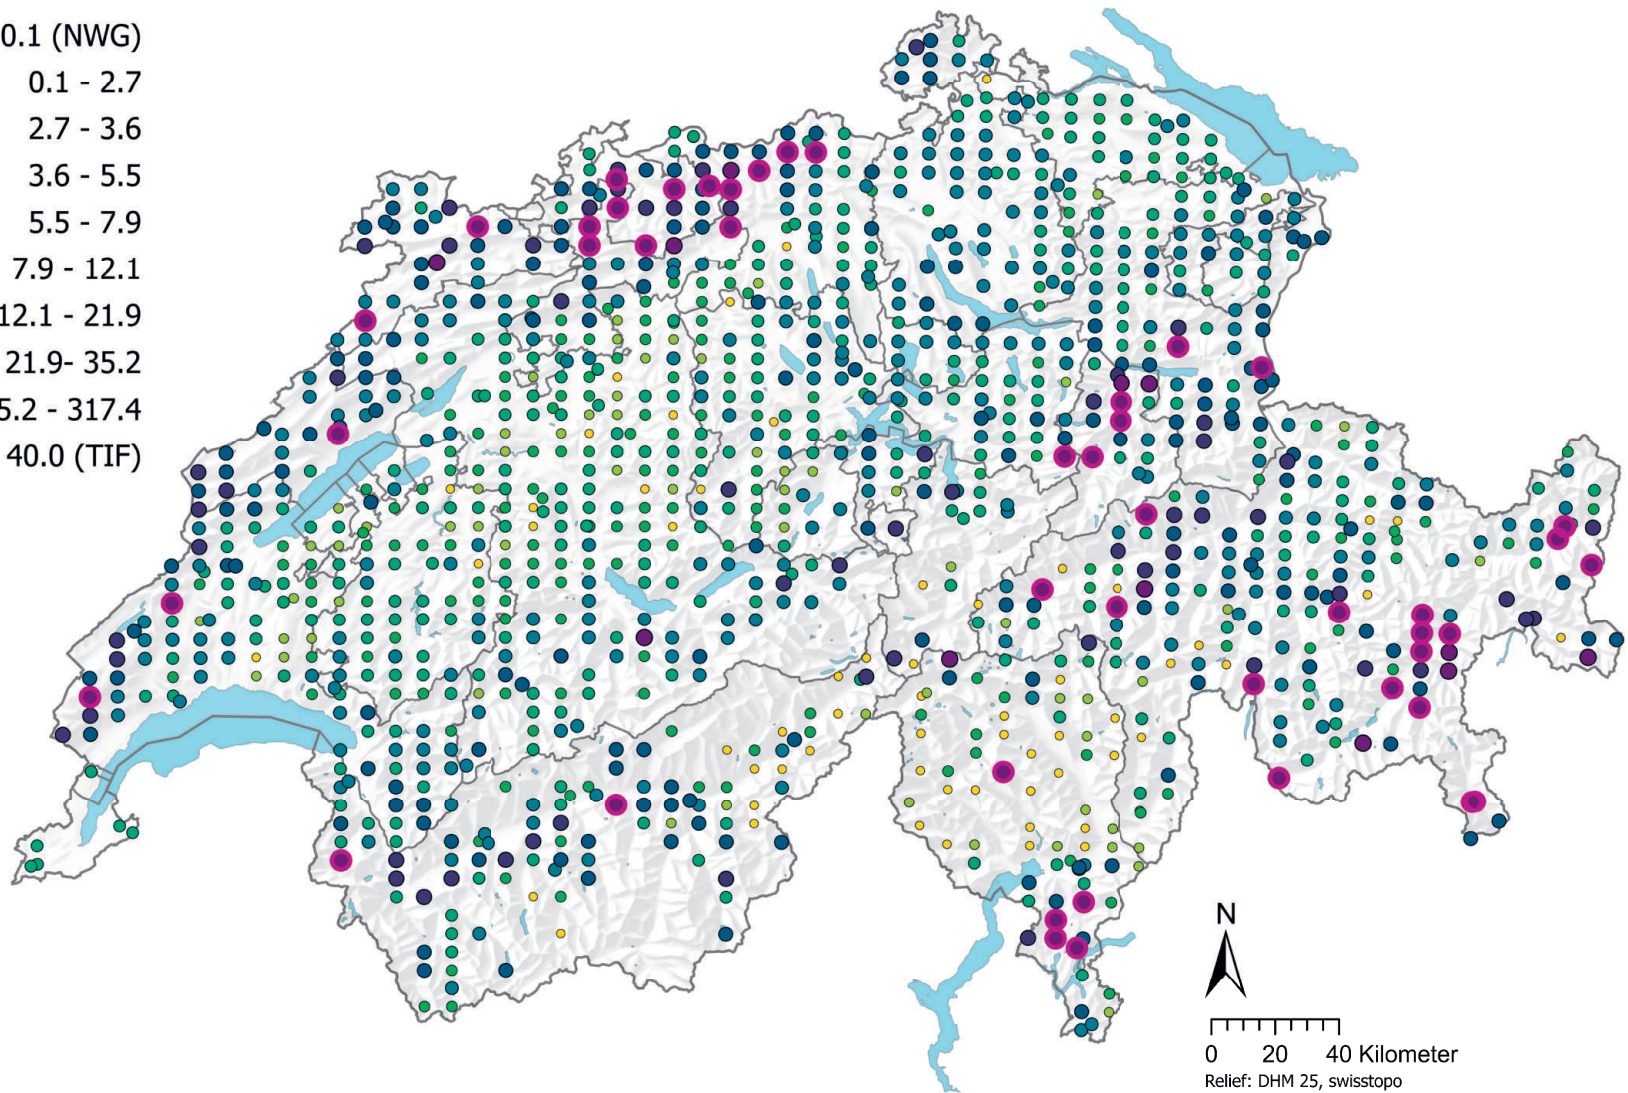 0.1 (NWG)
0.1 - 2.7
2.7 - 3.6
3.6 - 5.5
5.5 - 7.9
7.9 - 12.1
12.1 - 21.9
21.9- 35.2
5.2 - 317.4
40.0 (TIF)
N
0 20 40 Kilometer
Relief: DHM 25, swisstopo